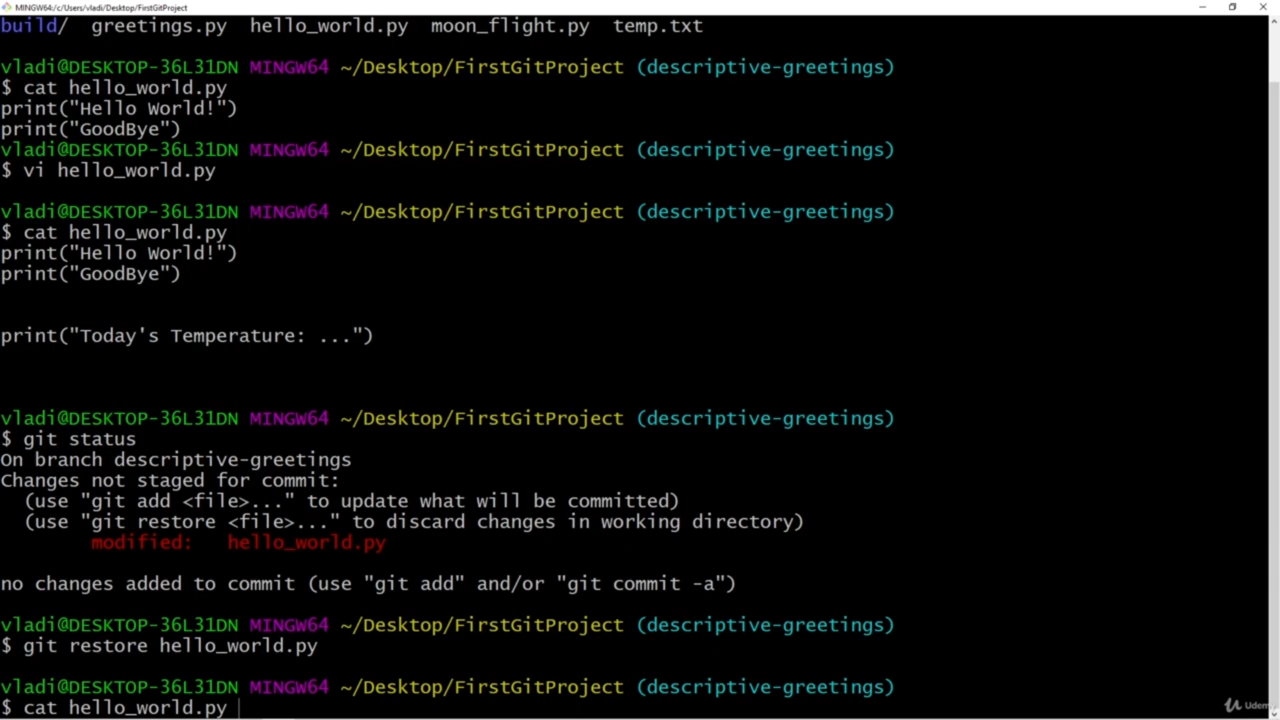 MINGW64:/c/Users/vladi/Desktop/FirstGitProject
build/  greetings.py  hello_world.py  moon_flight.py  temp.txt
vladi@DESKTOP-36L31DN MINGW64 ~/Desktop/FirstGitProject (descriptive-greetings)
$ cat hello_world.py
print("Hello World!")
print("GoodBye")
vladi@DESKTOP-36L31DN MINGW64 ~/Desktop/FirstGitProject (descriptive-greetings)
$ vi hello_world.py
vladi@DESKTOP-36L31DN MINGW64 ~/Desktop/FirstGitProject (descriptive-greetings)
$ cat hello_world.py
print("Hello World!")
print("GoodBye")
print("Today's Temperature: ...")
vladi@DESKTOP-36L31DN MINGW64 ~/Desktop/FirstGitProject (descriptive-greetings)
$ git status
On branch descriptive-greetings
Changes not staged for commit:
  (use "git add <file>..." to update what will be committed)
  (use "git restore <file>..." to discard changes in working directory)
        modified:   hello_world.py
no changes added to commit (use "git add" and/or "git commit -a")
vladi@DESKTOP-36L31DN MINGW64 ~/Desktop/FirstGitProject (descriptive-greetings)
$ git restore hello_world.py
vladi@DESKTOP-36L31DN MINGW64 ~/Desktop/FirstGitProject (descriptive-greetings)
$ cat hello_world.py
Udemy